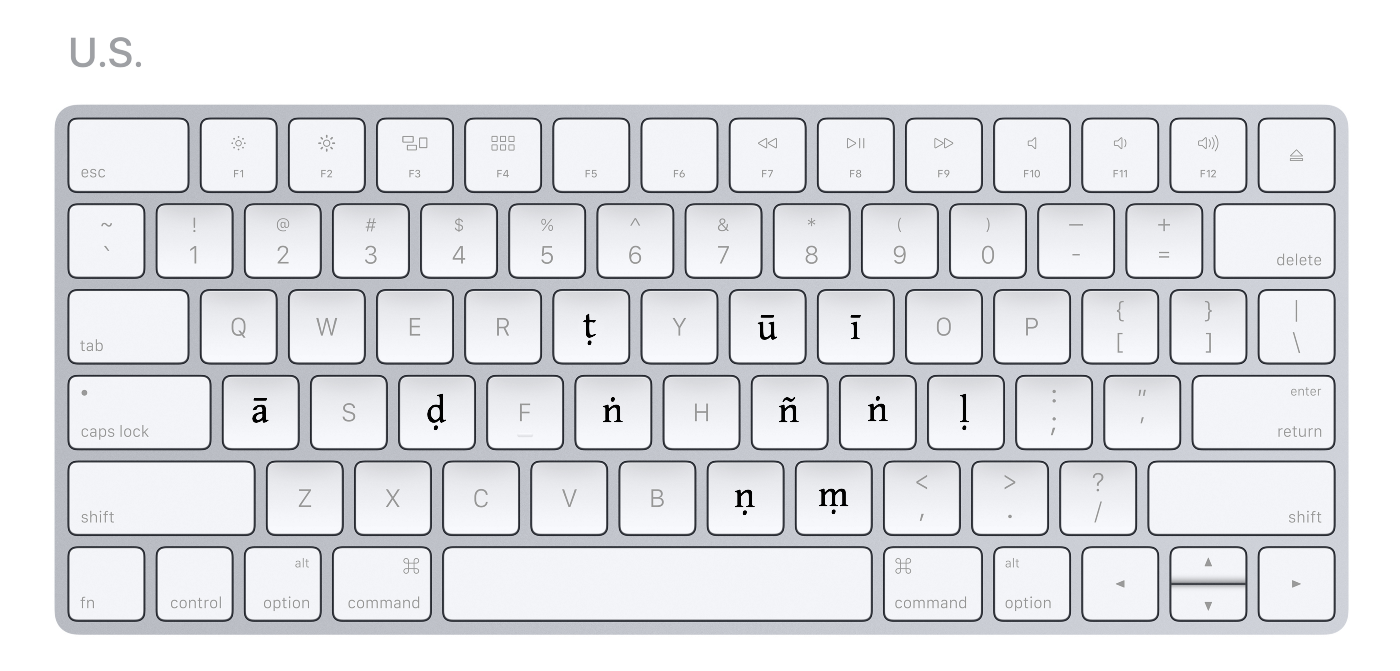 U.S.
esc F1 F2 F3 F4 F5 F6 F7 F8 F9 F10 F11 F12
~ ! @ # $ % ^ & * ( ) — +
` 1 2 3 4 5 6 7 8 9 0 - = delete
tab Q W E R ṭ Y ū ī O P { [ } ] | \
caps lock ā S ḍ F ṅ H ñ ṅ ḷ : ; " ' enter return
shift Z X C V B ṇ ṃ < , > . ? / shift
fn control alt option ⌘ command ⌘ command alt option